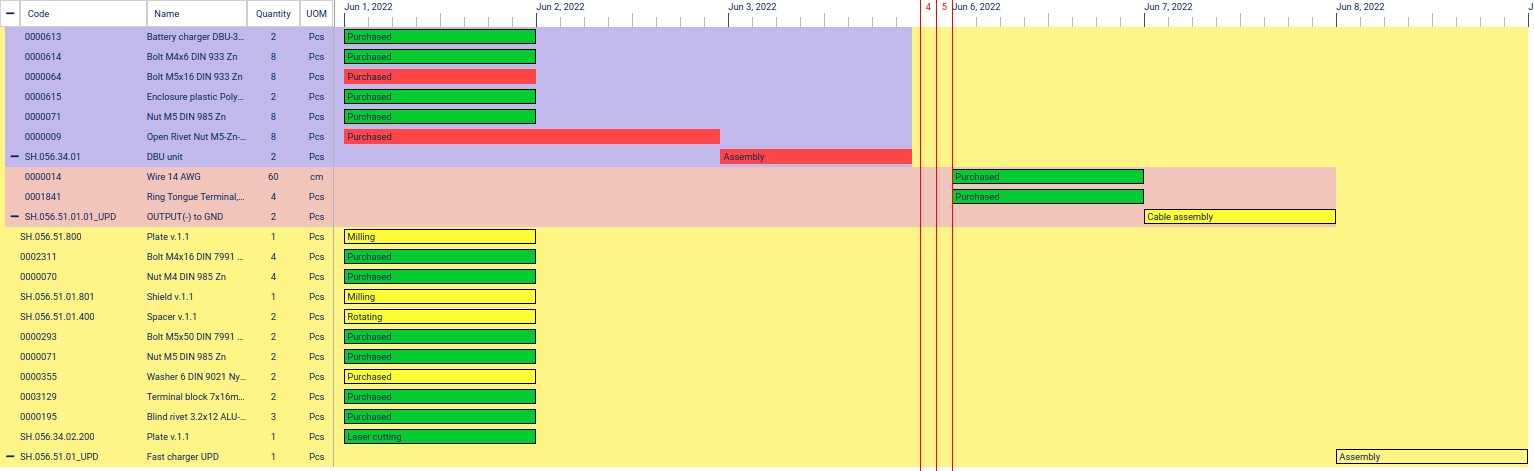 − Code Name Quantity UOM Jun 1, 2022 Jun 2, 2022 Jun 3, 2022 4 5 Jun 6, 2022 Jun 7, 2022 Jun 8, 2022 J
0000613 Battery charger DBU-3... 2 Pcs Purchased
0000614 Bolt M4x6 DIN 933 Zn 8 Pcs Purchased
0000064 Bolt M5x16 DIN 933 Zn 8 Pcs Purchased
0000615 Enclosure plastic Poly... 2 Pcs Purchased
0000071 Nut M5 DIN 985 Zn 8 Pcs Purchased
0000009 Open Rivet Nut M5-Zn-... 8 Pcs Purchased
− SH.056.34.01 DBU unit 2 Pcs Assembly
0000014 Wire 14 AWG 60 cm Purchased
0001841 Ring Tongue Terminal,... 4 Pcs Purchased
− SH.056.51.01.01_UPD OUTPUT(-) to GND 2 Pcs Cable assembly
SH.056.51.800 Plate v.1.1 1 Pcs Milling
0002311 Bolt M4x16 DIN 7991 ... 4 Pcs Purchased
0000070 Nut M4 DIN 985 Zn 4 Pcs Purchased
SH.056.51.01.801 Shield v.1.1 1 Pcs Milling
SH.056.51.01.400 Spacer v.1.1 2 Pcs Rotating
0000293 Bolt M5x50 DIN 7991 ... 2 Pcs Purchased
0000071 Nut M5 DIN 985 Zn 2 Pcs Purchased
0000355 Washer 6 DIN 9021 Ny... 2 Pcs Purchased
0003129 Terminal block 7x16m... 2 Pcs Purchased
0000195 Blind rivet 3.2x12 ALU-... 3 Pcs Purchased
SH.056.34.02.200 Plate v.1.1 1 Pcs Laser cutting
− SH.056.51.01_UPD Fast charger UPD 1 Pcs Assembly